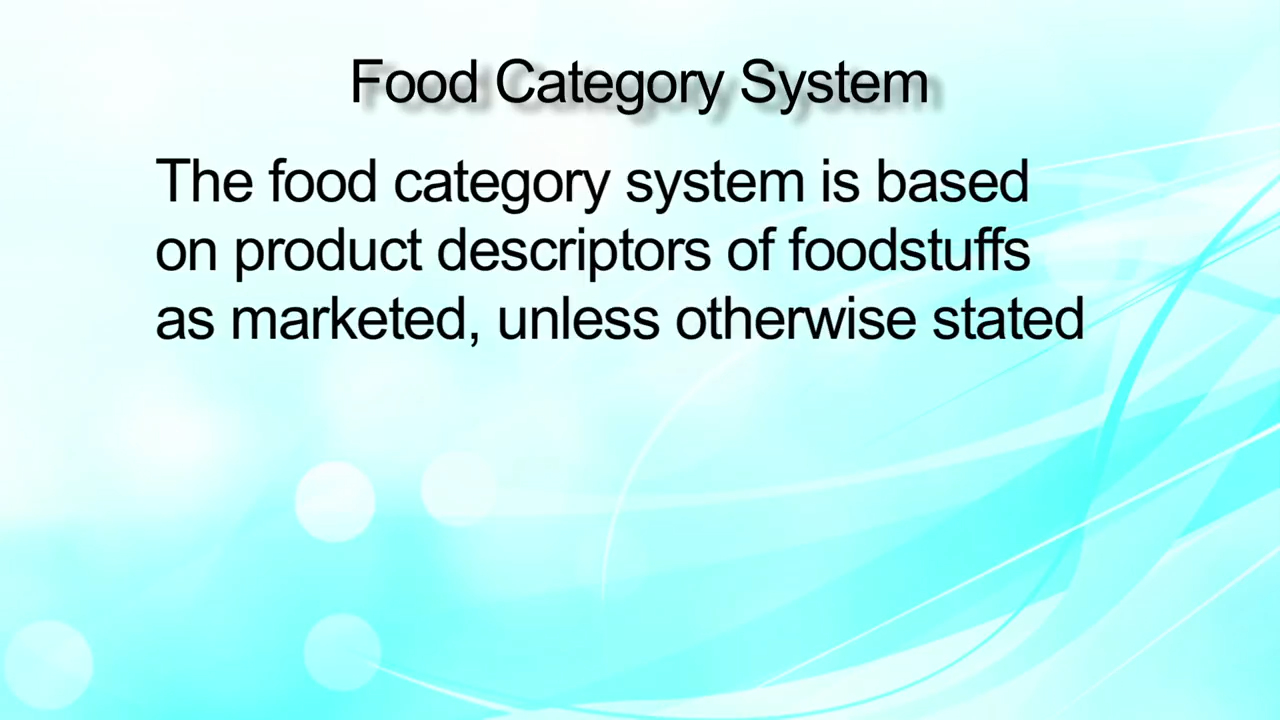 Food Category System
The food category system is based
on product descriptors of foodstuffs
as marketed, unless otherwise stated